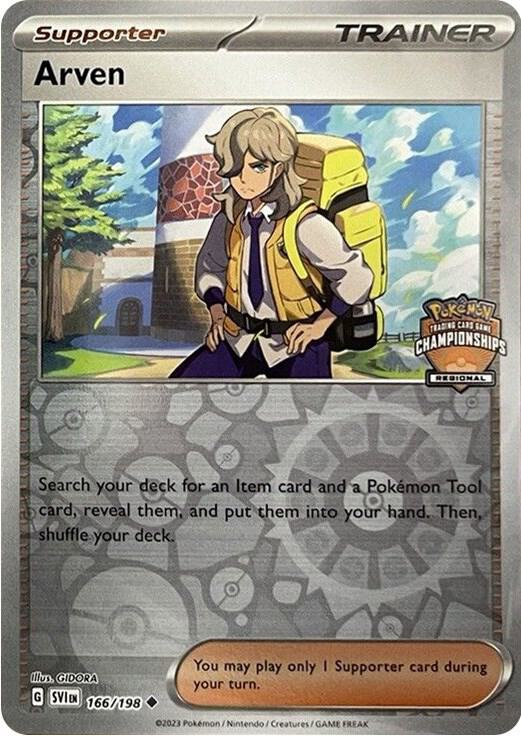 Supporter
TRAINER
Arven
Pokémon
TRADING CARD GAME
CHAMPIONSHIPS
REGIONAL
Search your deck for an Item card and a Pokémon Tool
card, reveal them, and put them into your hand. Then,
shuffle your deck.
You may play only 1 Supporter card during
your turn.
Illus. GIDORA
G SVI EN 166/198
©2023 Pokémon / Nintendo / Creatures / GAME FREAK